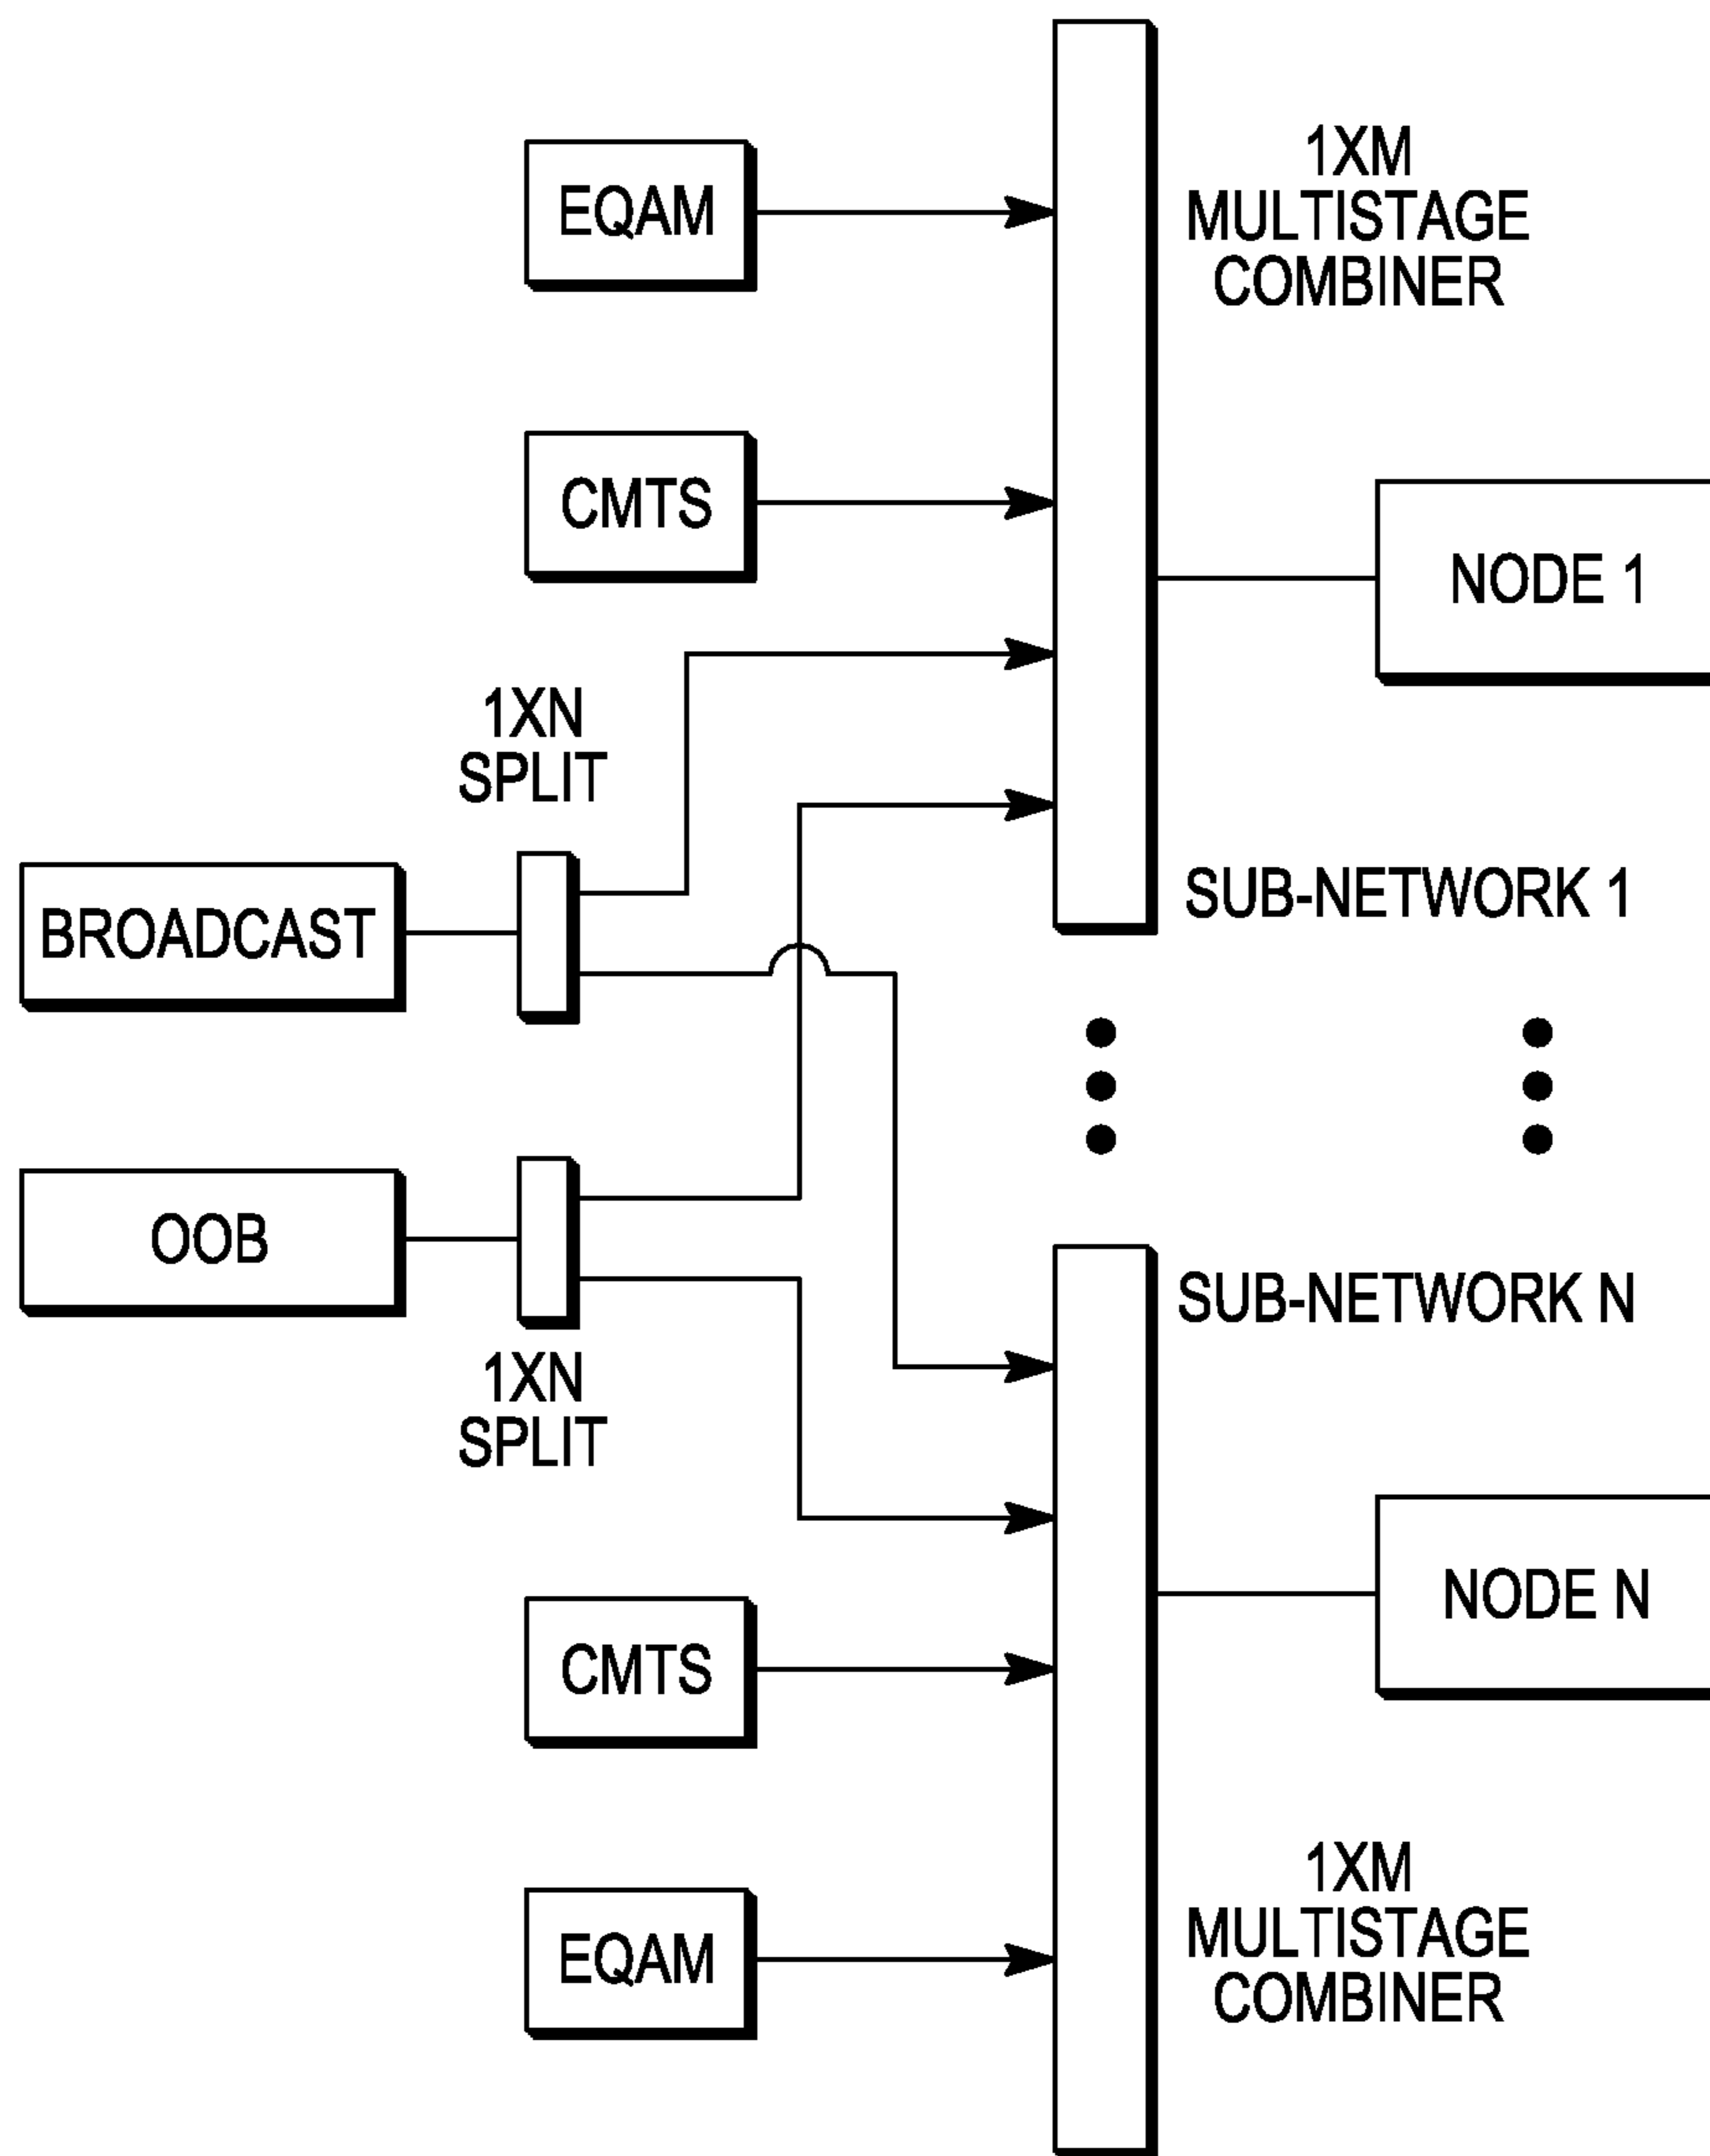 EQAM
1XM
MULTISTAGE
COMBINER
CMTS
NODE 1
1XN
SPLIT
BROADCAST
SUB-NETWORK 1
OOB
SUB-NETWORK N
1XN
SPLIT
NODE N
CMTS
EQAM
1XM
MULTISTAGE
COMBINER